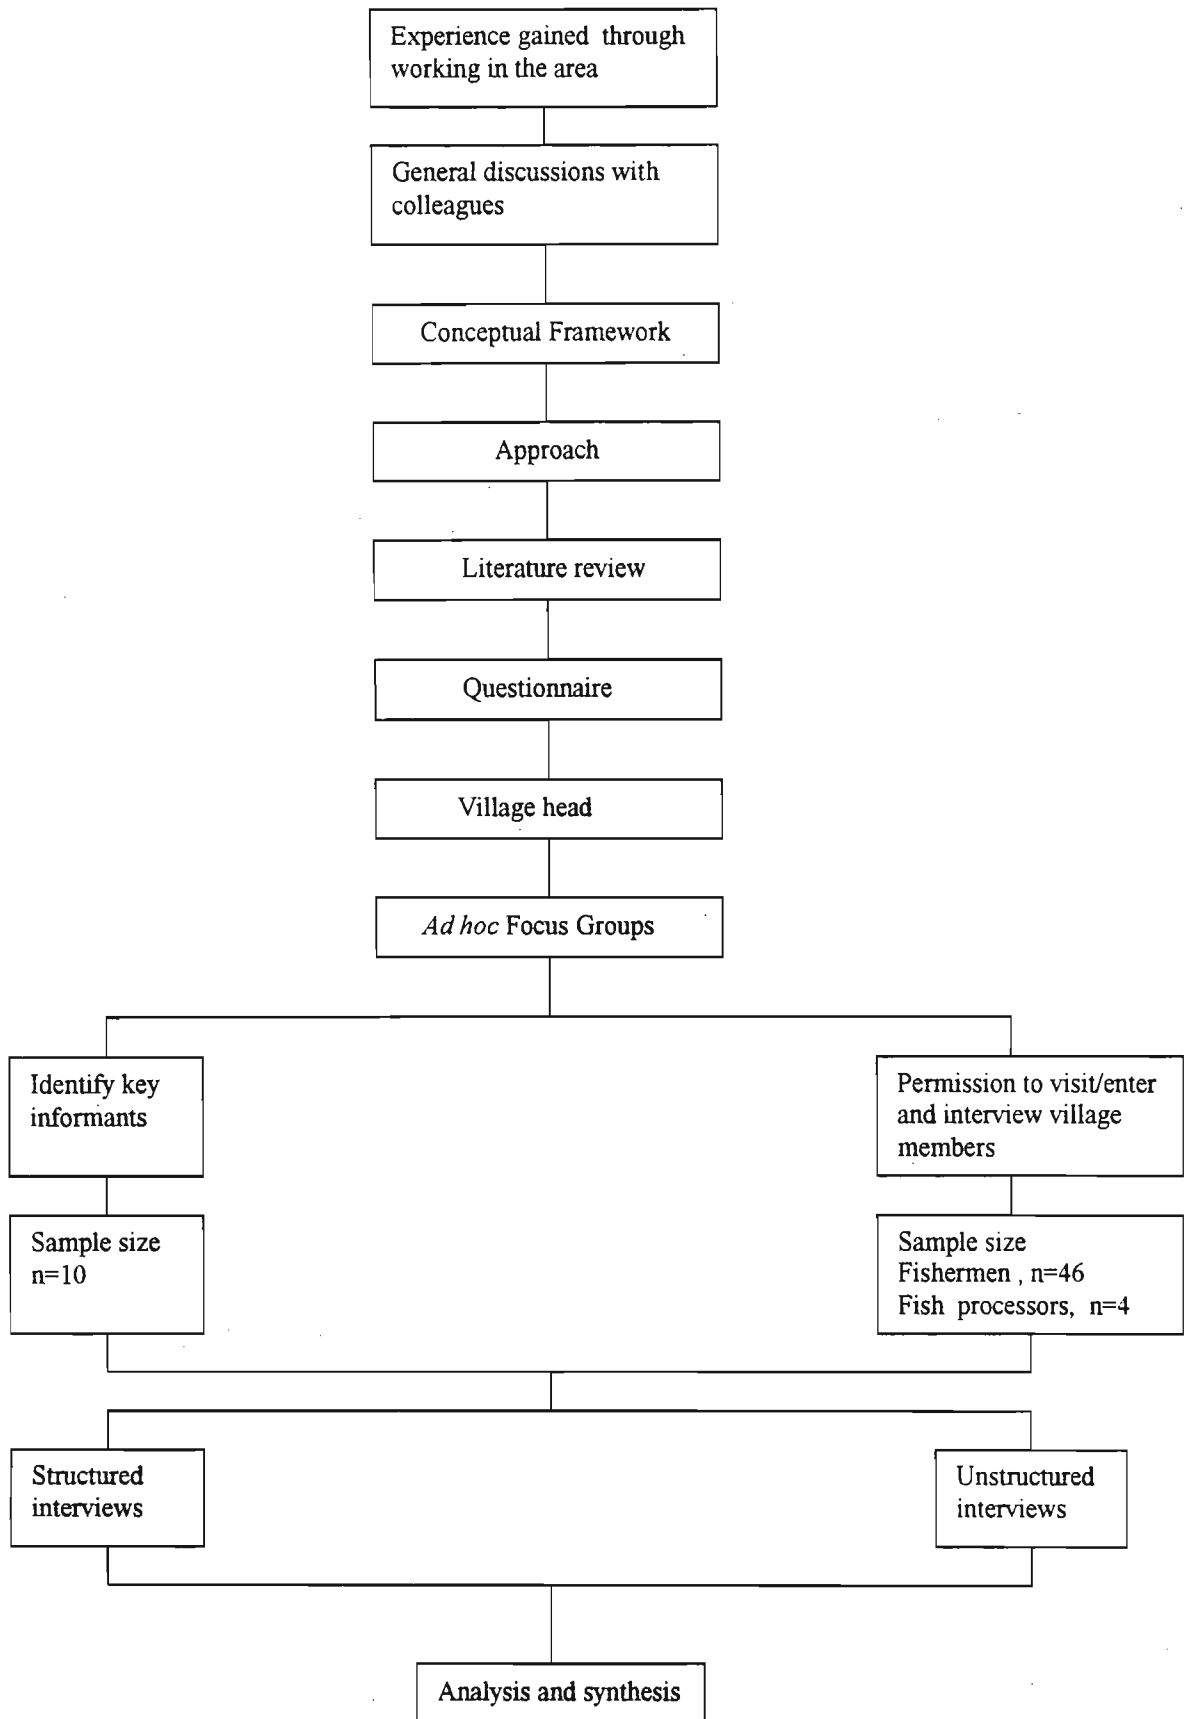 Experience gained through
working in the area
General discussions with
colleagues
Conceptual Framework
Approach
Literature review
Questionnaire
Village head
Ad hoc Focus Groups
Identify key
informants
Permission to visit/enter
and interview village
members
Sample size
n=10
Sample size
Fishermen , n=46
Fish processors, n=4
Structured
interviews
Unstructured
interviews
Analysis and synthesis